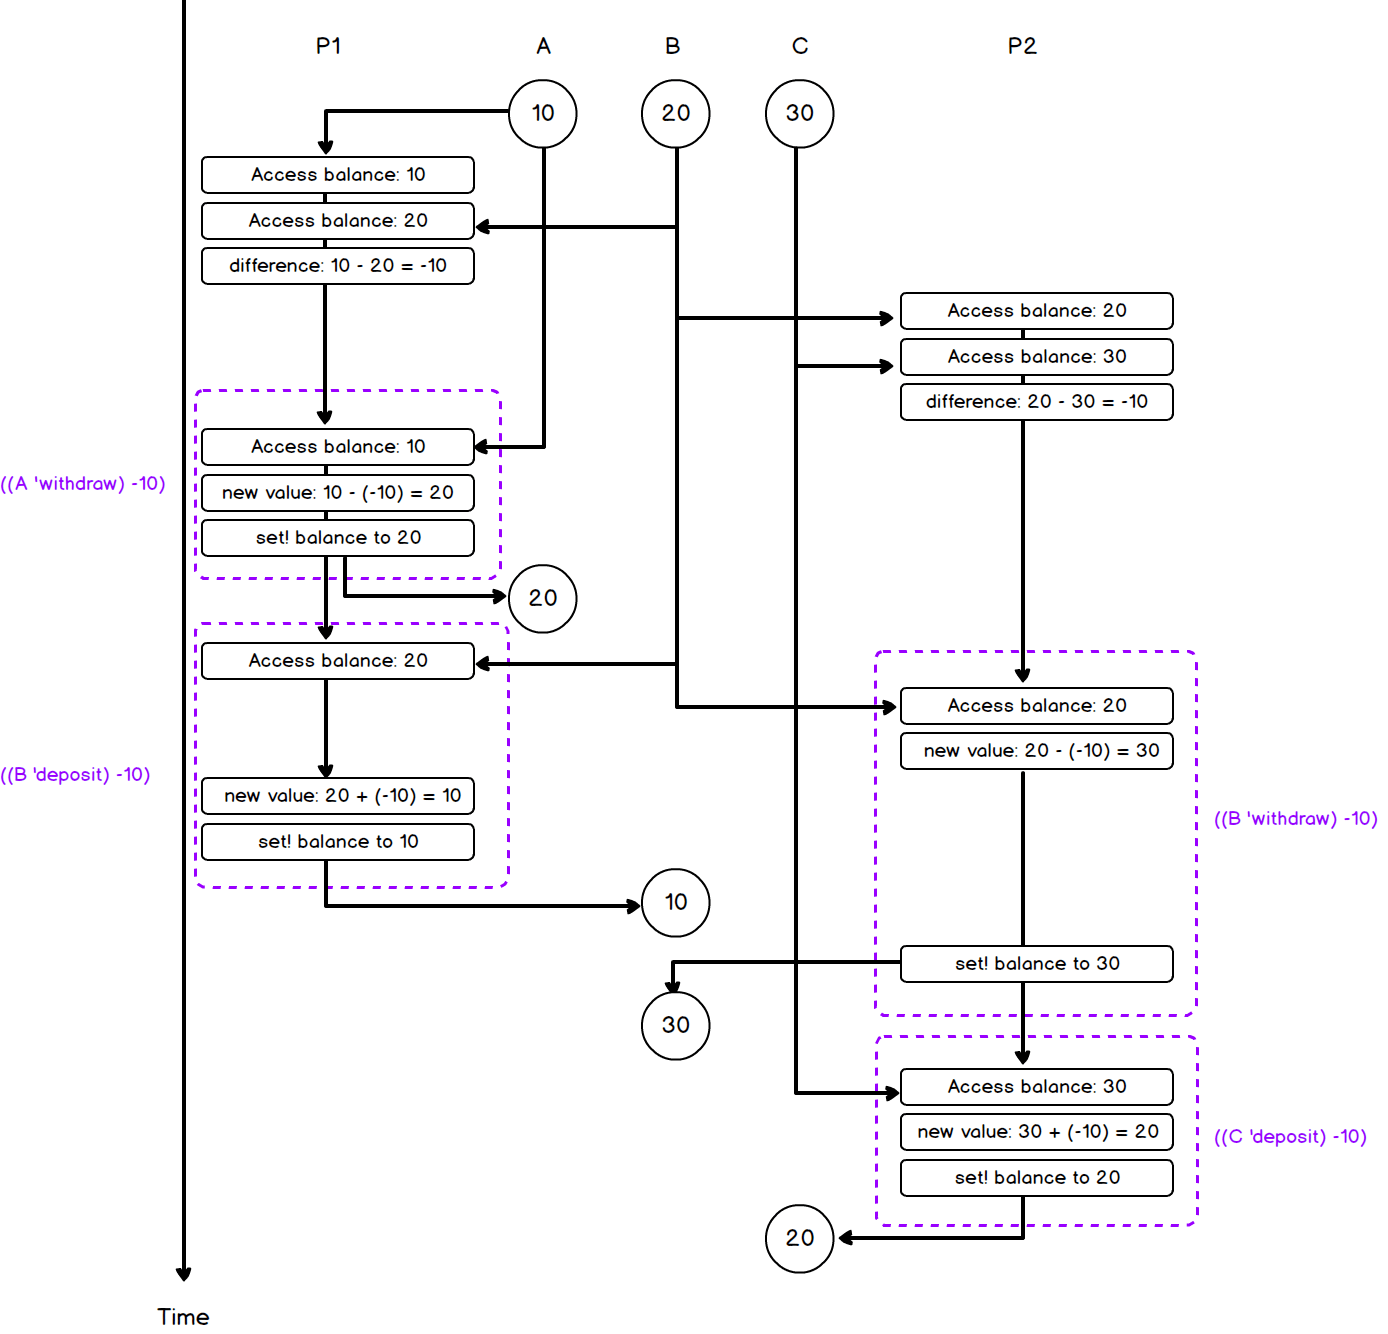 P1 A B C P2
10 20 30
Access balance: 10
Access balance: 20
difference: 10 - 20 = -10
Access balance: 20
Access balance: 30
difference: 20 - 30 = -10
Access balance: 10
((A 'withdraw) -10)
new value: 10 - (-10) = 20
set! balance to 20
20
Access balance: 20
Access balance: 20
new value: 20 - (-10) = 30
((B 'deposit) -10)
new value: 20 + (-10) = 10
((B 'withdraw) -10)
set! balance to 10
10
set! balance to 30
30
Access balance: 30
new value: 30 + (-10) = 20
((C 'deposit) -10)
set! balance to 20
20
Time